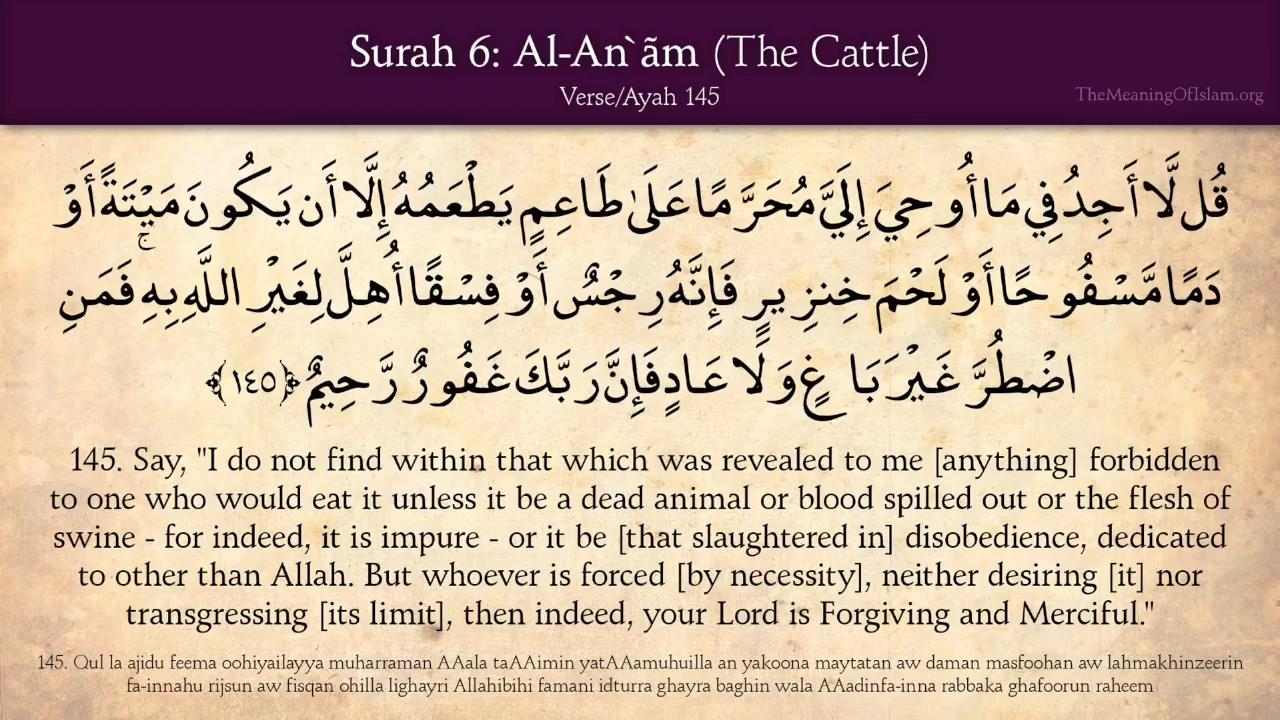 Surah 6: Al-An`ãm (The Cattle)
Verse/Ayah 145
TheMeaningOfIslam.org
قُل لَّا أَجِدُ فِي مَا أُوحِيَ إِلَيَّ مُحَرَّمًا عَلَىٰ طَاعِمٍ يَطْعَمُهُ إِلَّا أَن يَكُونَ مَيْتَةً أَوْ
دَمًا مَّسْفُوحًا أَوْ لَحْمَ خِنزِيرٍ فَإِنَّهُ رِجْسٌ أَوْ فِسْقًا أُهِلَّ لِغَيْرِ اللَّهِ بِهِ ۚ فَمَنِ
اضْطُرَّ غَيْرَ بَاغٍ وَلَا عَادٍ فَإِنَّ رَبَّكَ غَفُورٌ رَّحِيمٌ ﴿١٤٥﴾
145. Say, "I do not find within that which was revealed to me [anything] forbidden
to one who would eat it unless it be a dead animal or blood spilled out or the flesh of
swine - for indeed, it is impure - or it be [that slaughtered in] disobedience, dedicated
to other than Allah. But whoever is forced [by necessity], neither desiring [it] nor
transgressing [its limit], then indeed, your Lord is Forgiving and Merciful."
145. Qul la ajidu feema oohiyailayya muharraman AAala taAAimin yatAAamuhuilla an yakoona maytatan aw daman masfoohan aw lahmakhinzeerin
fa-innahu rijsun aw fisqan ohilla lighayri Allahibihi famani idturra ghayra baghin wala AAadinfa-inna rabbaka ghafoorun raheem